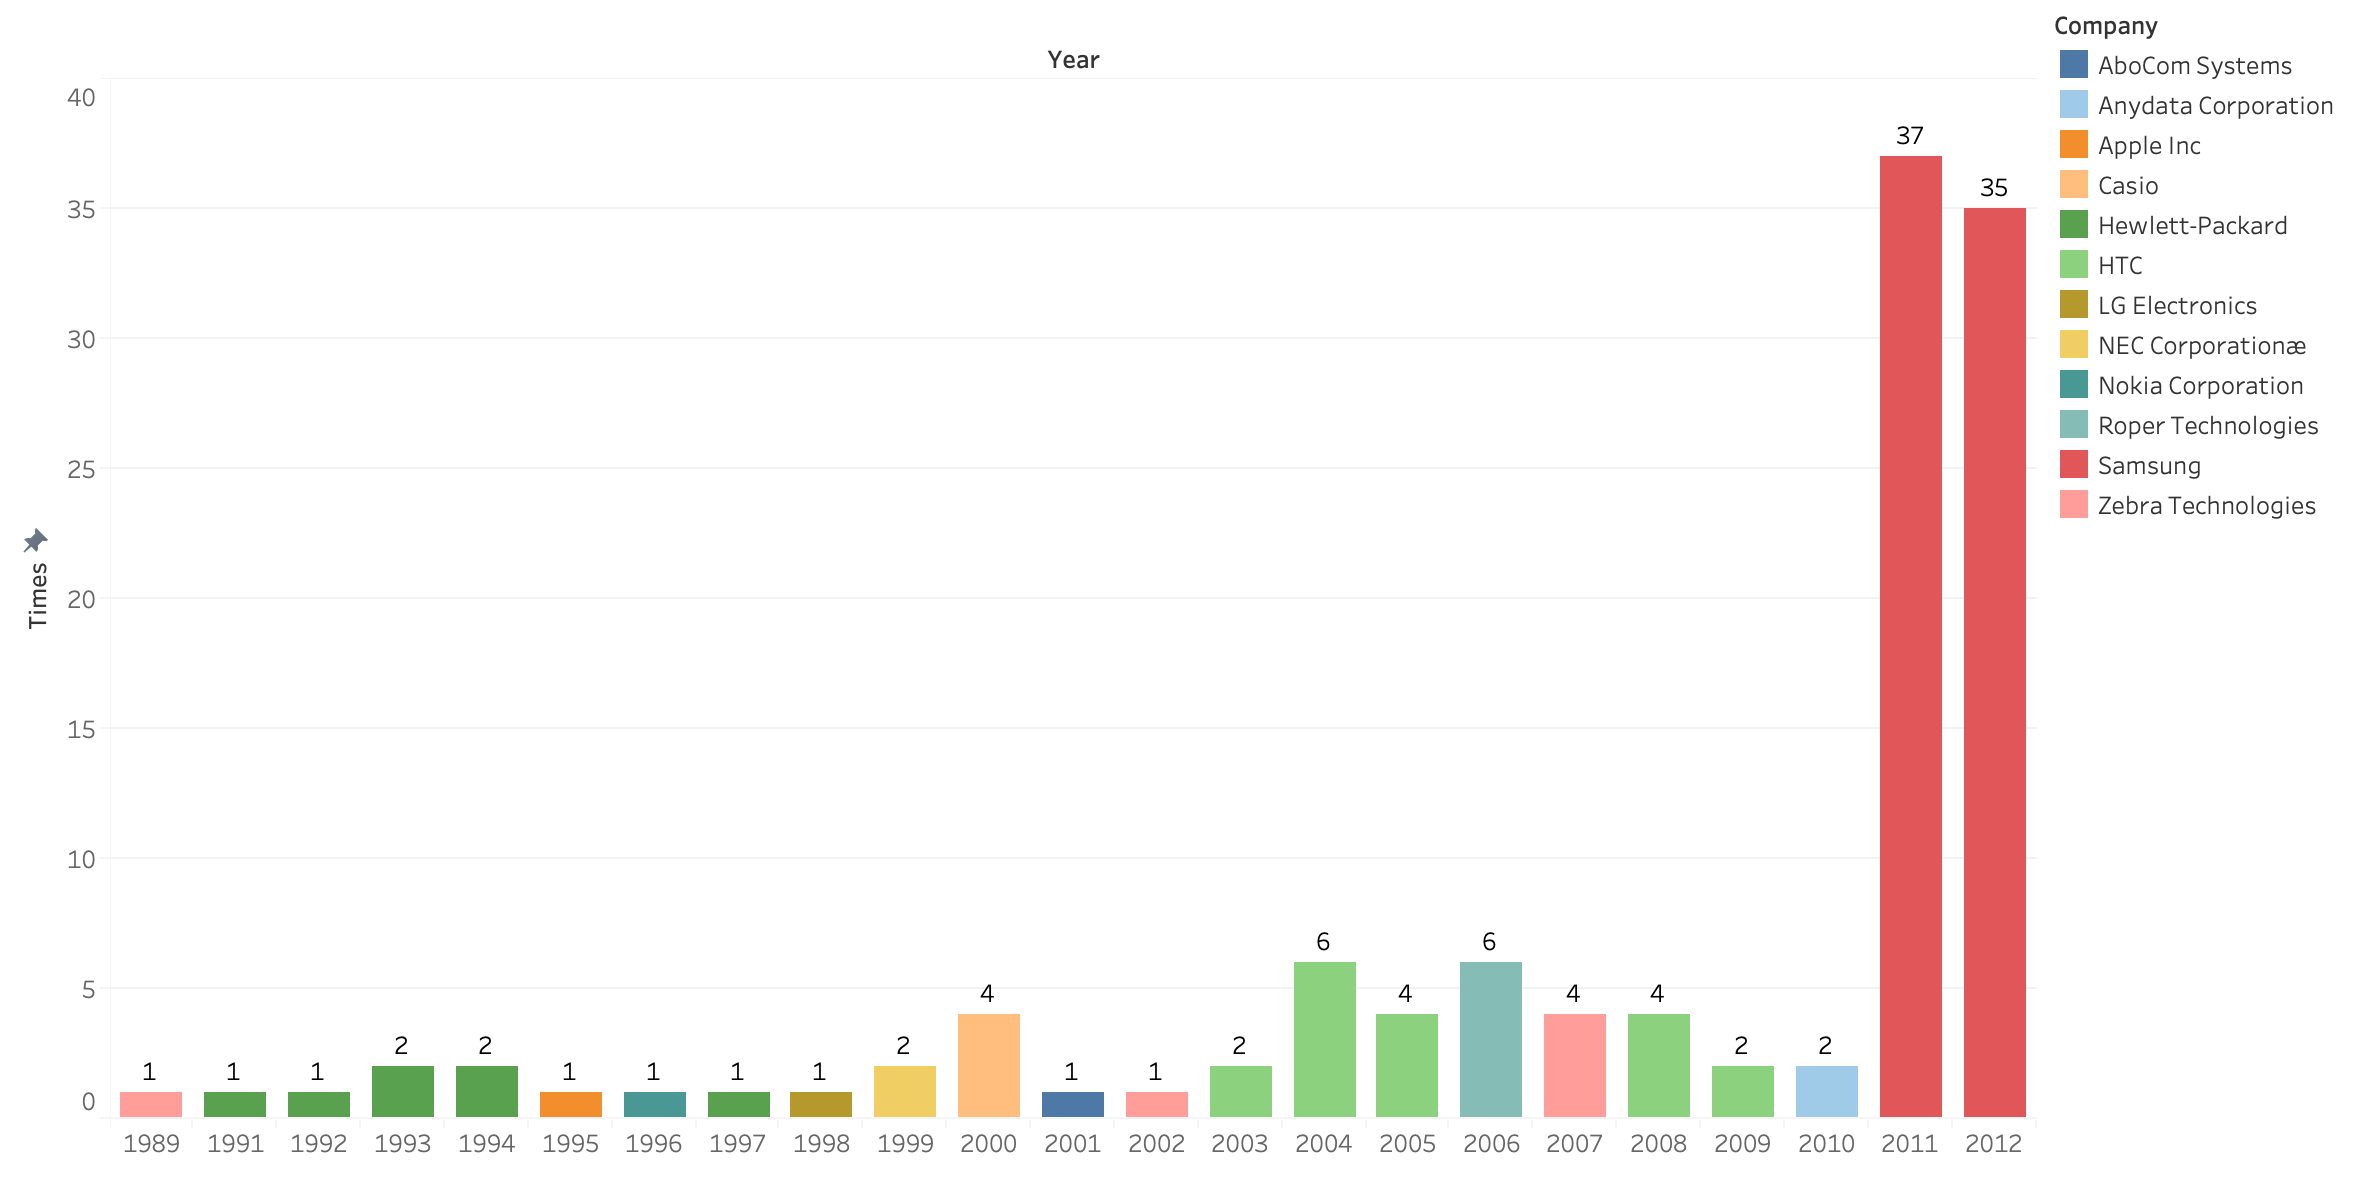 Year
Company
AboCom Systems
Anydata Corporation
Apple Inc
Casio
Hewlett-Packard
HTC
LG Electronics
NEC Corporationæ
Nokia Corporation
Roper Technologies
Samsung
Zebra Technologies
Times
40
35
30
25
20
15
10
5
0
1 1 1 2 2 1 1 1 1 2 4 1 1 2 6 4 6 4 4 2 2 37 35
1989 1991 1992 1993 1994 1995 1996 1997 1998 1999 2000 2001 2002 2003 2004 2005 2006 2007 2008 2009 2010 2011 2012